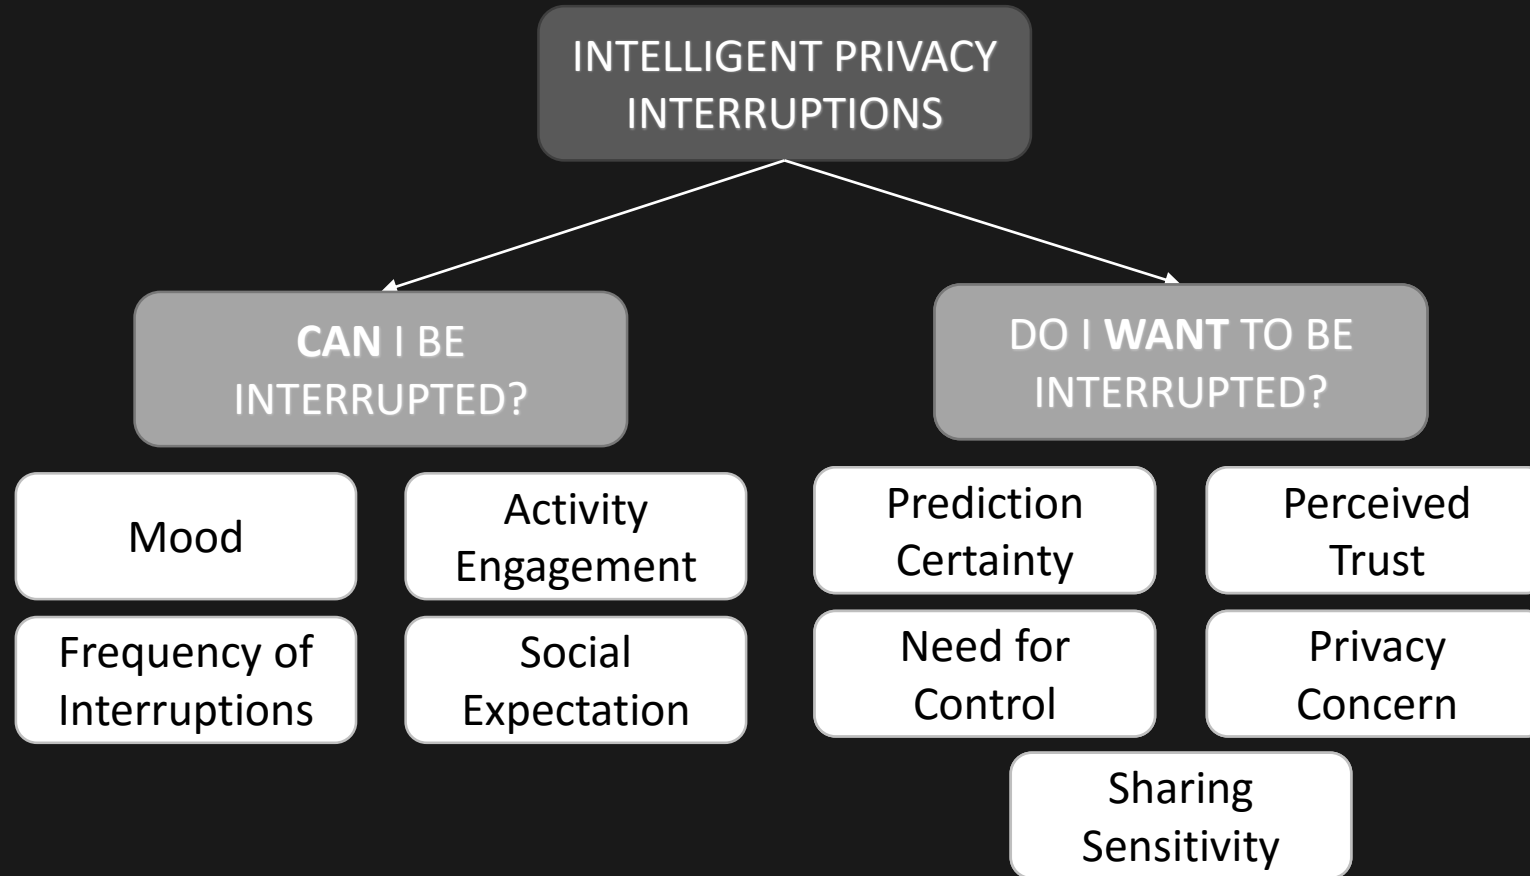 INTELLIGENT PRIVACY
INTERRUPTIONS
CAN I BE
INTERRUPTED?
DO I WANT TO BE
INTERRUPTED?
Mood
Activity
Engagement
Frequency of
Interruptions
Social
Expectation
Prediction
Certainty
Perceived
Trust
Need for
Control
Privacy
Concern
Sharing
Sensitivity